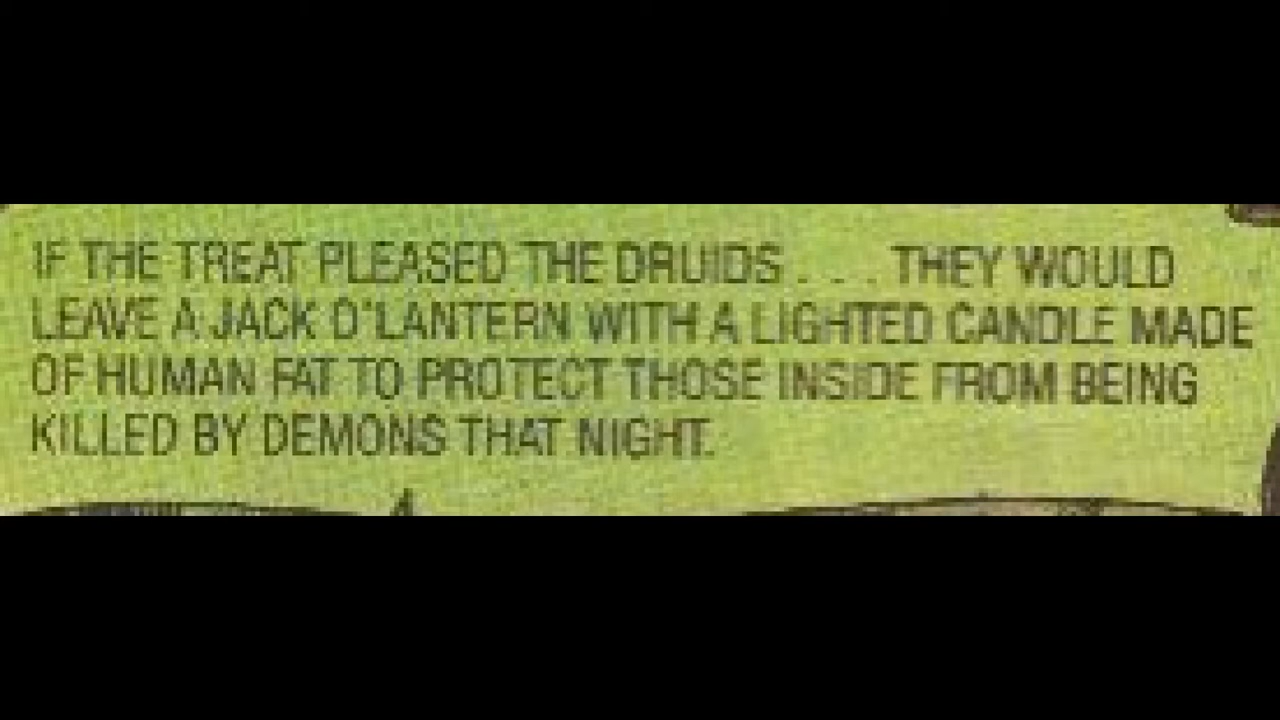 IF THE TREAT PLEASED THE DRUIDS . . . THEY WOULD
LEAVE A JACK O'LANTERN WITH A LIGHTED CANDLE MADE
OF HUMAN FAT TO PROTECT THOSE INSIDE FROM BEING
KILLED BY DEMONS THAT NIGHT.